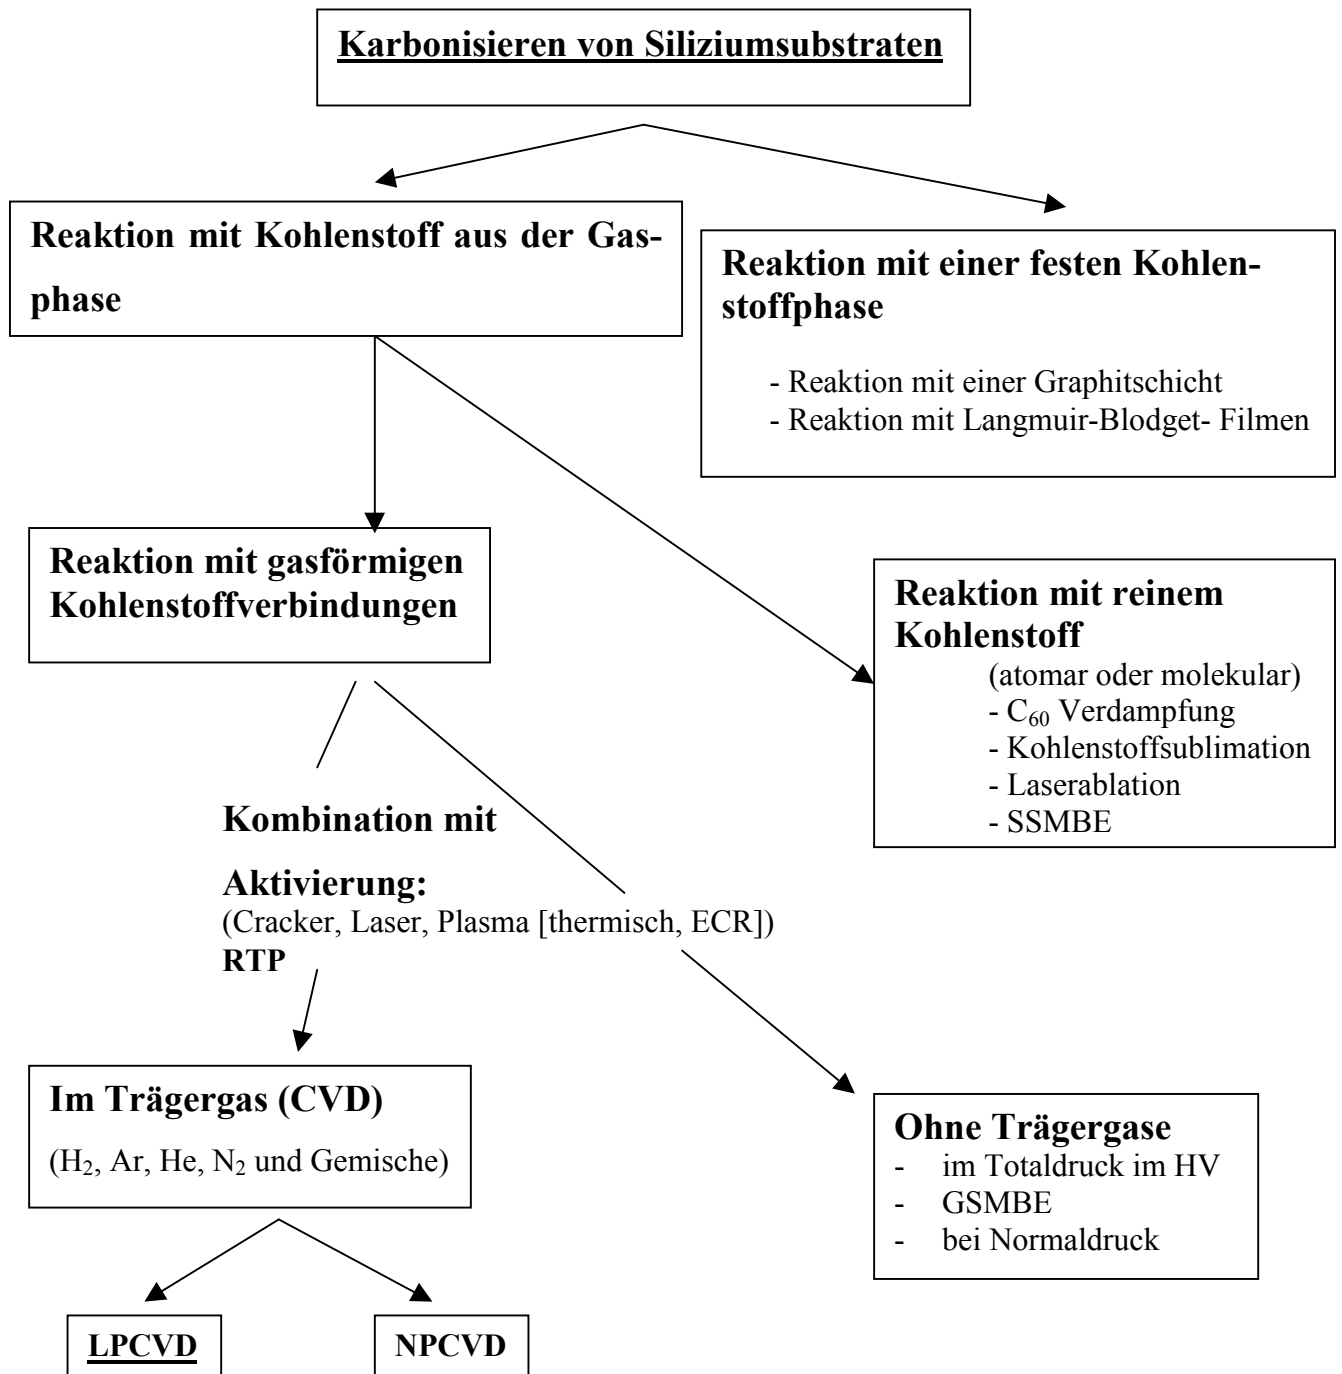 Karbonisieren von Siliziumsubstraten
Reaktion mit Kohlenstoff aus der Gas-
phase
Reaktion mit einer festen Kohlen-
stoffphase
- Reaktion mit einer Graphitschicht
- Reaktion mit Langmuir-Blodget- Filmen
Reaktion mit gasförmigen
Kohlenstoffverbindungen
Reaktion mit reinem
Kohlenstoff
(atomar oder molekular)
- C₆₀ Verdampfung
- Kohlenstoffsublimation
- Laserablation
- SSMBE
Kombination mit
Aktivierung:
(Cracker, Laser, Plasma [thermisch, ECR])
RTP
Im Trägergas (CVD)
(H₂, Ar, He, N₂ und Gemische)
Ohne Trägergase
- im Totaldruck im HV
- GSMBE
- bei Normaldruck
LPCVD
NPCVD